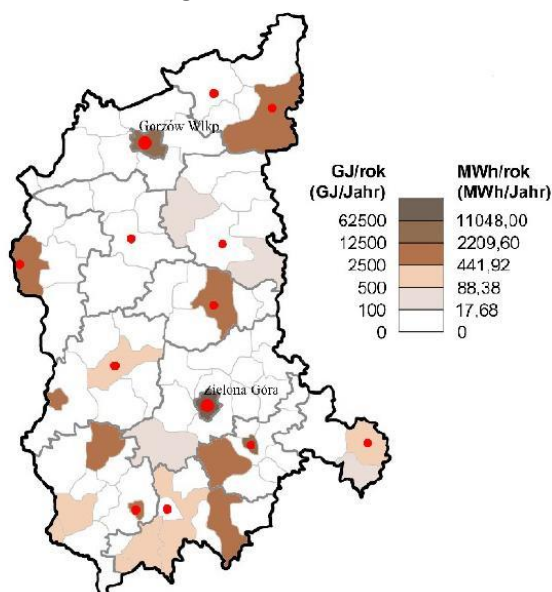 Gorzów Wlkp.
Zielona Góra
GJ/rok MWh/rok
(GJ/Jahr) (MWh/Jahr)
62500 11048,00
12500 2209,60
2500 441,92
500 88,38
100 17,68
0 0